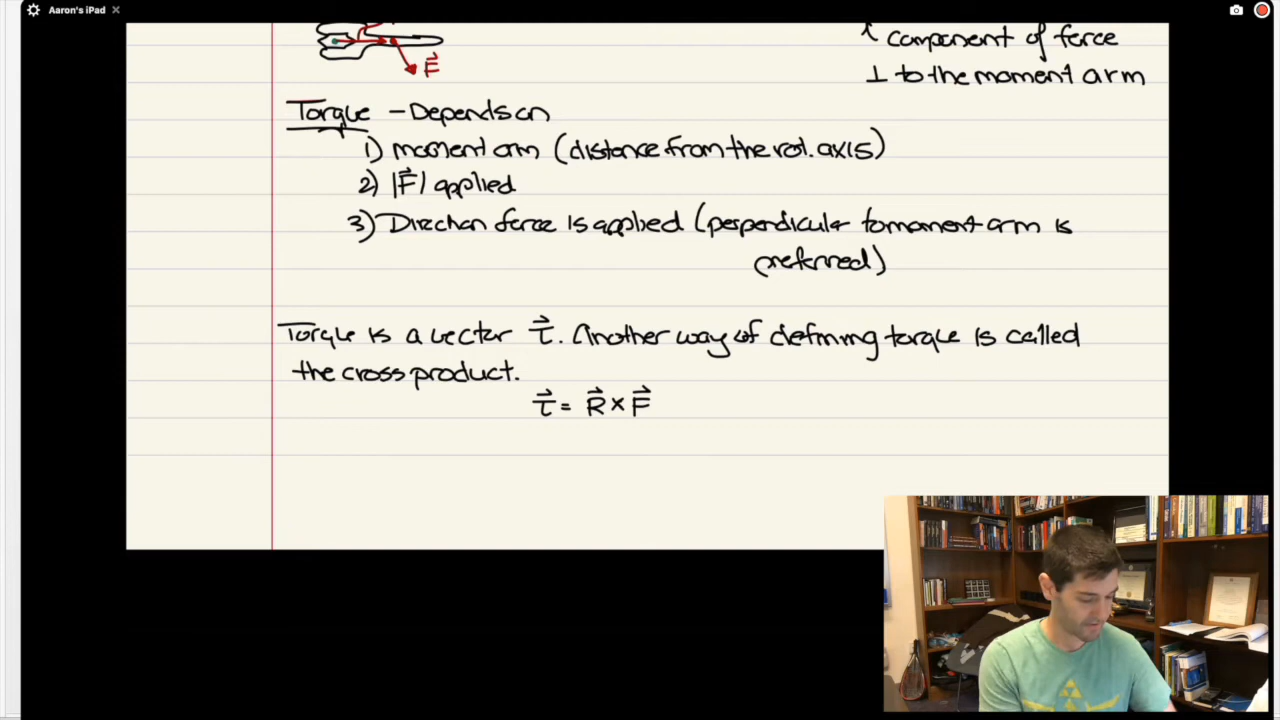 Aaron's iPad
component of force
⊥ to the moment arm
F⃗
Torque - Depends on
1) moment arm (distance from the rot. axis)
2) |F⃗| applied
3) Direction force is applied (perpendicular to moment arm is
preferred)
Torque is a vector τ⃗. Another way of defining torque is called
the cross product.
τ⃗ = R⃗ × F⃗